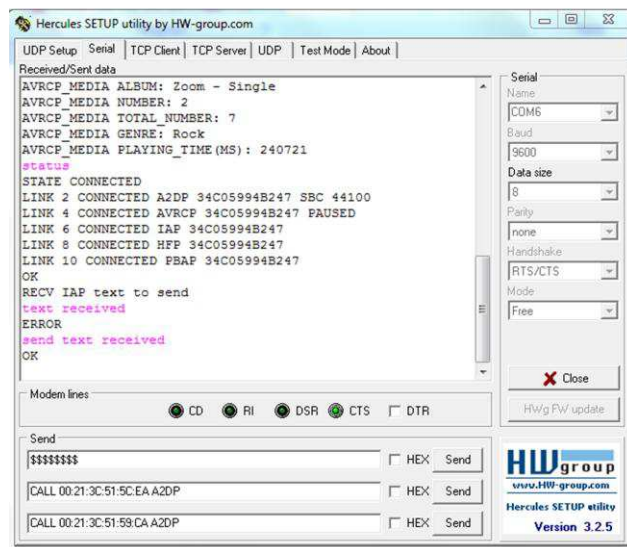 Hercules SETUP utility by HW-group.com
UDP Setup Serial TCP Client TCP Server UDP Test Mode About
Received/Sent data
AVRCP_MEDIA ALBUM: Zoom - Single
AVRCP_MEDIA NUMBER: 2
AVRCP_MEDIA TOTAL_NUMBER: 7
AVRCP_MEDIA GENRE: Rock
AVRCP_MEDIA PLAYING_TIME(MS): 240721
status
STATE CONNECTED
LINK 2 CONNECTED A2DP 34C05994B247 SBC 44100
LINK 4 CONNECTED AVRCP 34C05994B247 PAUSED
LINK 6 CONNECTED IAP 34C05994B247
LINK 8 CONNECTED HFP 34C05994B247
LINK 10 CONNECTED PBAP 34C05994B247
OK
RECV IAP text to send
text received
ERROR
send text received
OK
Modem lines
CD RI DSR CTS DTR
Send
$$$$$$$$ HEX Send
CALL 00:21:3C:51:5C:EA A2DP HEX Send
CALL 00:21:3C:51:59:CA A2DP HEX Send
Serial
Name
COM6
Baud
9600
Data size
8
Parity
none
Handshake
RTS/CTS
Mode
Free
Close
HWg FW update
HW group
www.HW-group.com
Hercules SETUP utility
Version 3.2.5